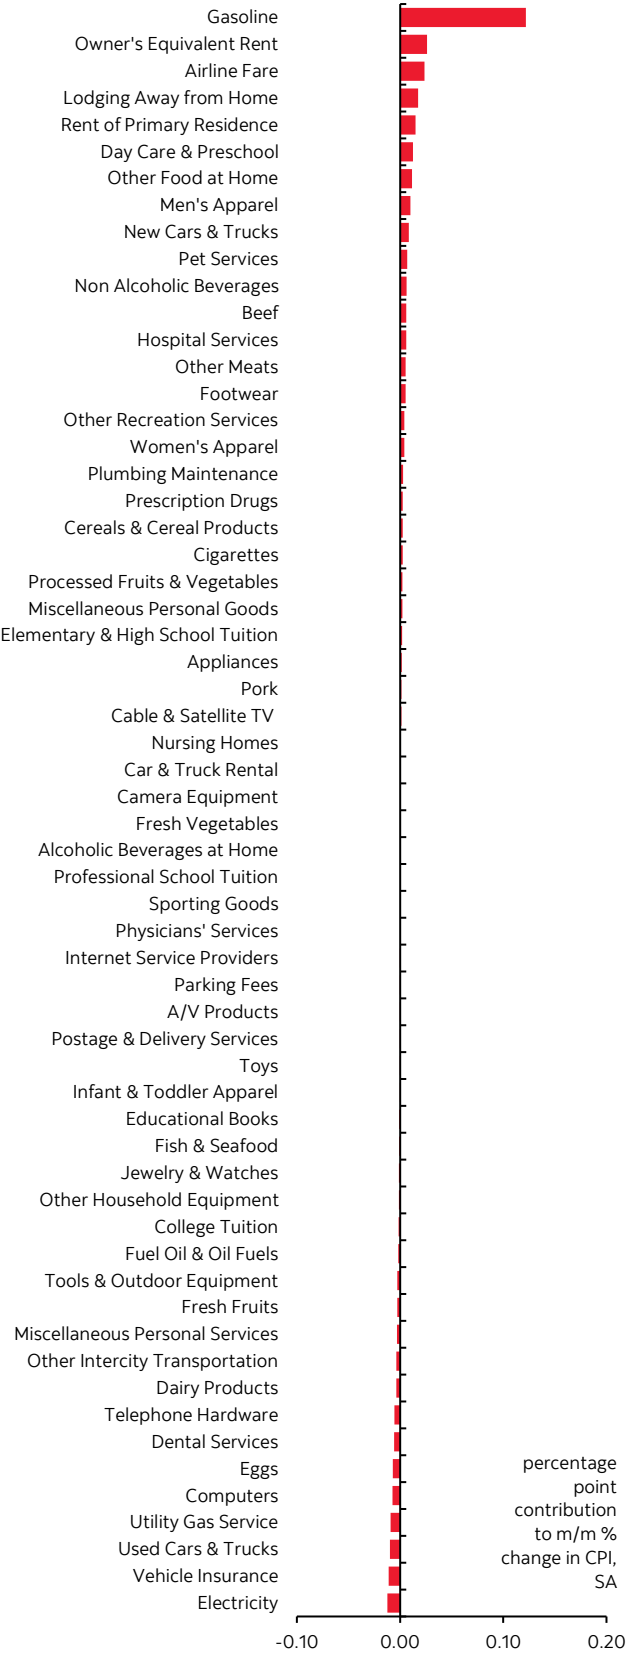 Gasoline
Owner's Equivalent Rent
Airline Fare
Lodging Away from Home
Rent of Primary Residence
Day Care & Preschool
Other Food at Home
Men's Apparel
New Cars & Trucks
Pet Services
Non Alcoholic Beverages
Beef
Hospital Services
Other Meats
Footwear
Other Recreation Services
Women's Apparel
Plumbing Maintenance
Prescription Drugs
Cereals & Cereal Products
Cigarettes
Processed Fruits & Vegetables
Miscellaneous Personal Goods
Elementary & High School Tuition
Appliances
Pork
Cable & Satellite TV
Nursing Homes
Car & Truck Rental
Camera Equipment
Fresh Vegetables
Alcoholic Beverages at Home
Professional School Tuition
Sporting Goods
Physicians' Services
Internet Service Providers
Parking Fees
A/V Products
Postage & Delivery Services
Toys
Infant & Toddler Apparel
Educational Books
Fish & Seafood
Jewelry & Watches
Other Household Equipment
College Tuition
Fuel Oil & Oil Fuels
Tools & Outdoor Equipment
Fresh Fruits
Miscellaneous Personal Services
Other Intercity Transportation
Dairy Products
Telephone Hardware
Dental Services
Eggs
Computers
Utility Gas Service
Used Cars & Trucks
Vehicle Insurance
Electricity
percentage
point
contribution
to m/m %
change in CPI,
SA
-0.10 0.00 0.10 0.20